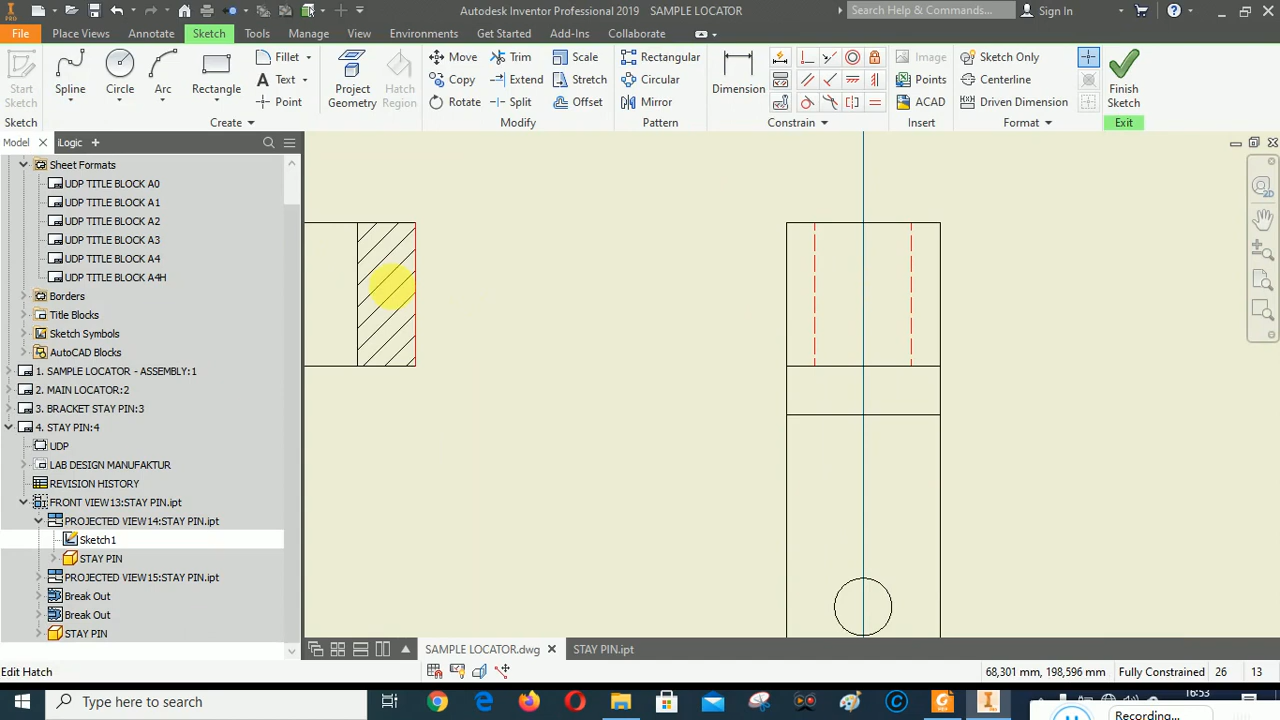 Autodesk Inventor Professional 2019 SAMPLE LOCATOR
Search Help & Commands... Sign In
PRO
File Place Views Annotate Sketch Tools Manage View Environments Get Started Add-Ins Collaborate
Start Sketch
Spline Circle Arc Rectangle
Fillet
Text
Point
Project Geometry
Hatch Region
Move Trim Scale
Copy Extend Stretch
Rotate Split Offset
Rectangular
Circular
Mirror
Dimension
Image
Points
ACAD
Sketch Only
Centerline
Driven Dimension
Finish Sketch
Sketch Create Modify Pattern Constrain Insert Format Exit
Model iLogic
Sheet Formats
UDP TITLE BLOCK A0
UDP TITLE BLOCK A1
UDP TITLE BLOCK A2
UDP TITLE BLOCK A3
UDP TITLE BLOCK A4
UDP TITLE BLOCK A4H
Borders
Title Blocks
Sketch Symbols
AutoCAD Blocks
1. SAMPLE LOCATOR - ASSEMBLY:1
2. MAIN LOCATOR:2
3. BRACKET STAY PIN:3
4. STAY PIN:4
UDP
LAB DESIGN MANUFAKTUR
REVISION HISTORY
FRONT VIEW13:STAY PIN.ipt
PROJECTED VIEW14:STAY PIN.ipt
Sketch1
STAY PIN
PROJECTED VIEW15:STAY PIN.ipt
Break Out
Break Out
STAY PIN
SAMPLE LOCATOR.dwg STAY PIN.ipt
Edit Hatch 68,301 mm, 198,596 mm Fully Constrained 26 13
Type here to search
16:53
Recording...